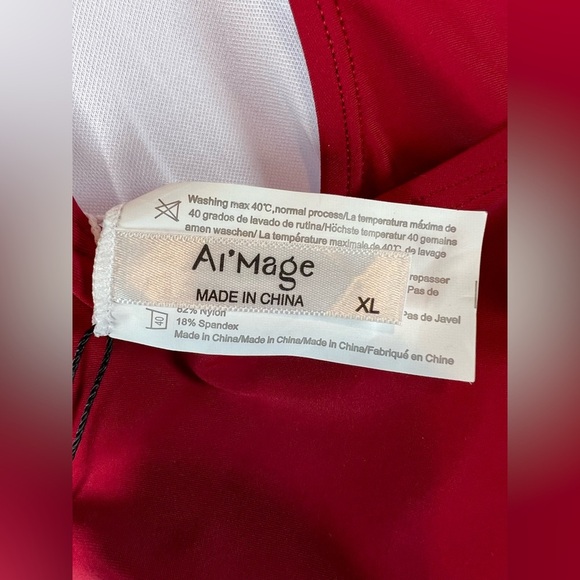 Washing max 40℃,normal process/La temperatura máxima de
40 grados de lavado de rutina/Höchste temperatur 40 gemains
amen waschen/ La température maximale de 40℃ de lavage
Ai'Mage
repasser
MADE IN CHINA
XL
Pas de
Pas de Javel
82% Nylon
18% Spandex
40
Made in China/Made in China/Made in China/Fabriqué en Chine